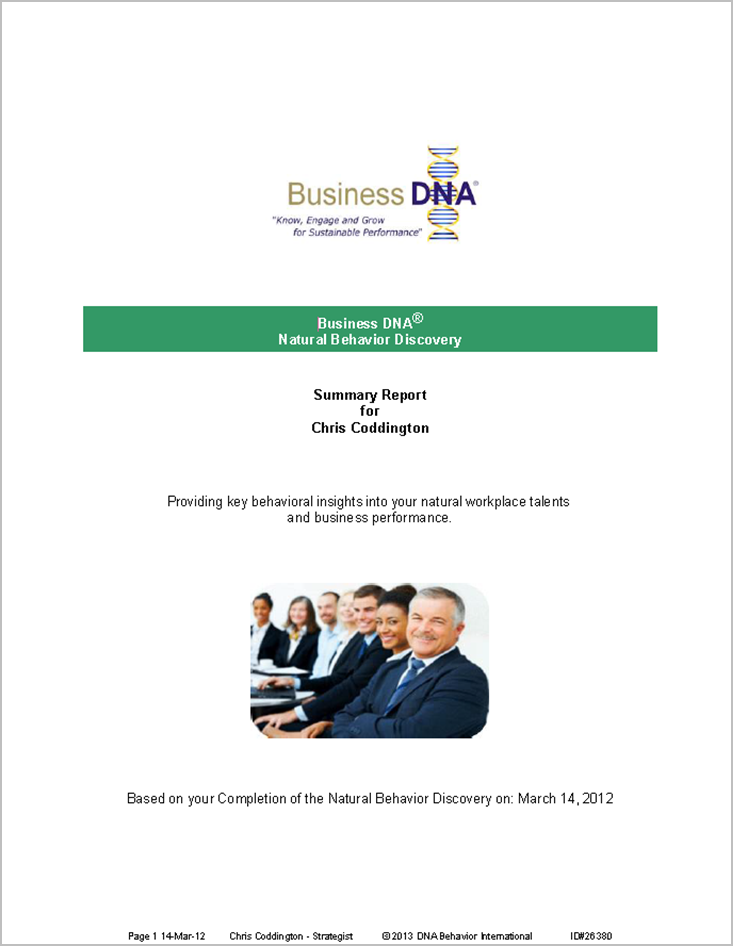 Business DNA®
"Know, Engage and Grow
for Sustainable Performance"
Business DNA®
Natural Behavior Discovery
Summary Report
for
Chris Coddington
Providing key behavioral insights into your natural workplace talents
and business performance.
Based on your Completion of the Natural Behavior Discovery on: March 14, 2012
Page 1 14-Mar-12 Chris Coddington - Strategist ©2013 DNA Behavior International ID#26380